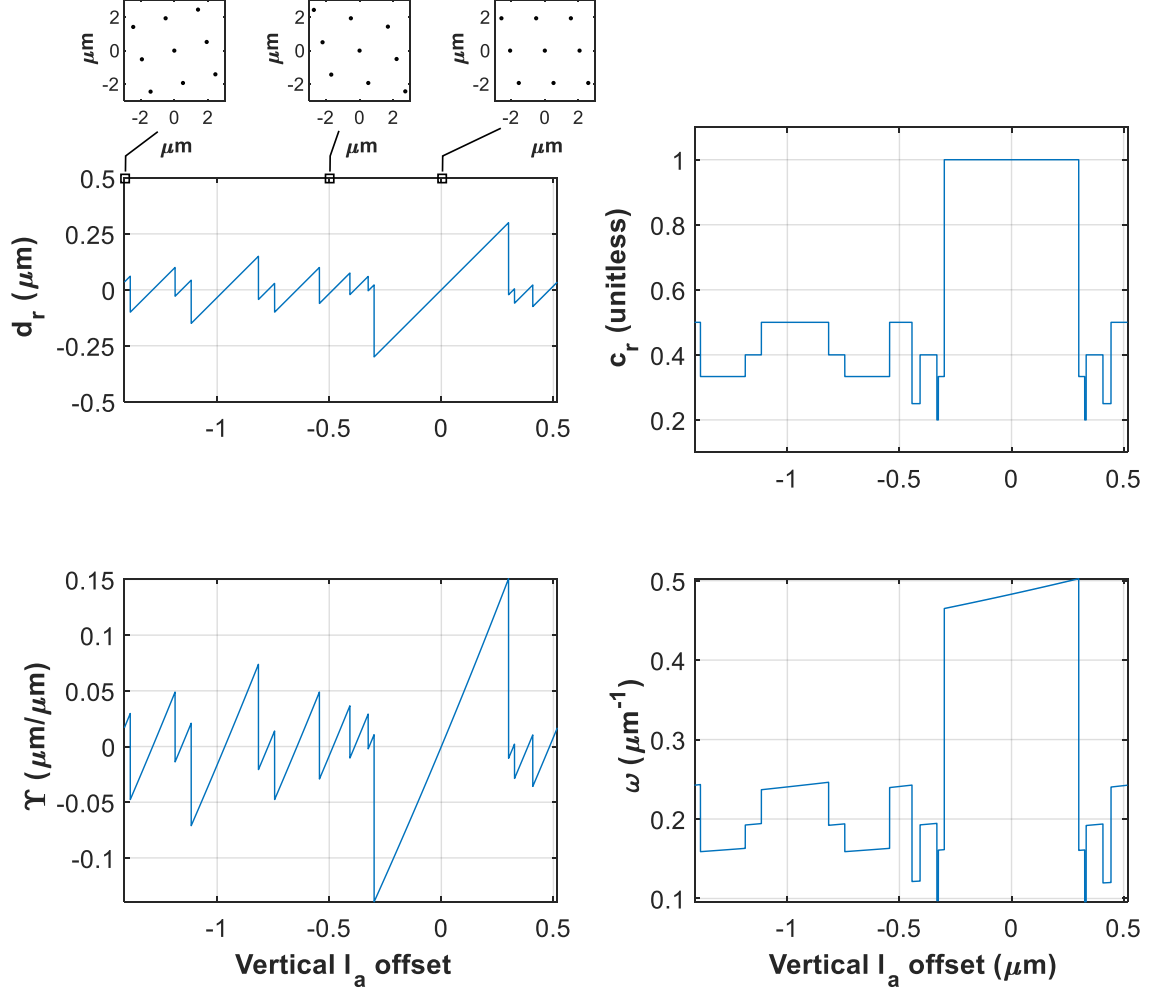 μm
2
0
-2
-2 0 2
μm
μm
2
0
-2
-2 0 2
μm
μm
2
0
-2
-2 0 2
μm
d_r (μm)
0.5
0.25
0
-0.25
-0.5
-1 -0.5 0 0.5
c_r (unitless)
1
0.8
0.6
0.4
0.2
-1 -0.5 0 0.5
ϒ (μm/μm)
0.15
0.1
0.05
0
-0.05
-0.1
-1 -0.5 0 0.5
Vertical l_a offset
ω (μm⁻¹)
0.5
0.4
0.3
0.2
0.1
-1 -0.5 0 0.5
Vertical l_a offset (μm)